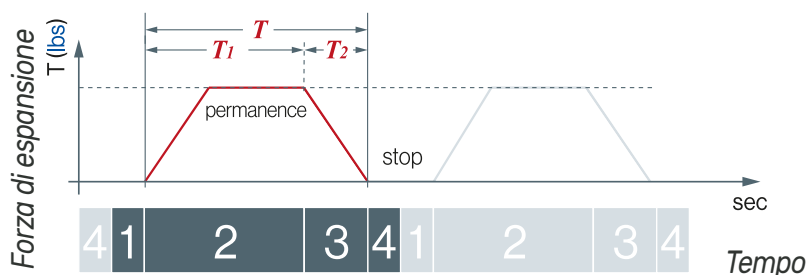 T
T1 T2
Forza di espansione
T (lbs)
permanence
stop
sec
4 1 2 3 4 1 2 3 4
Tempo